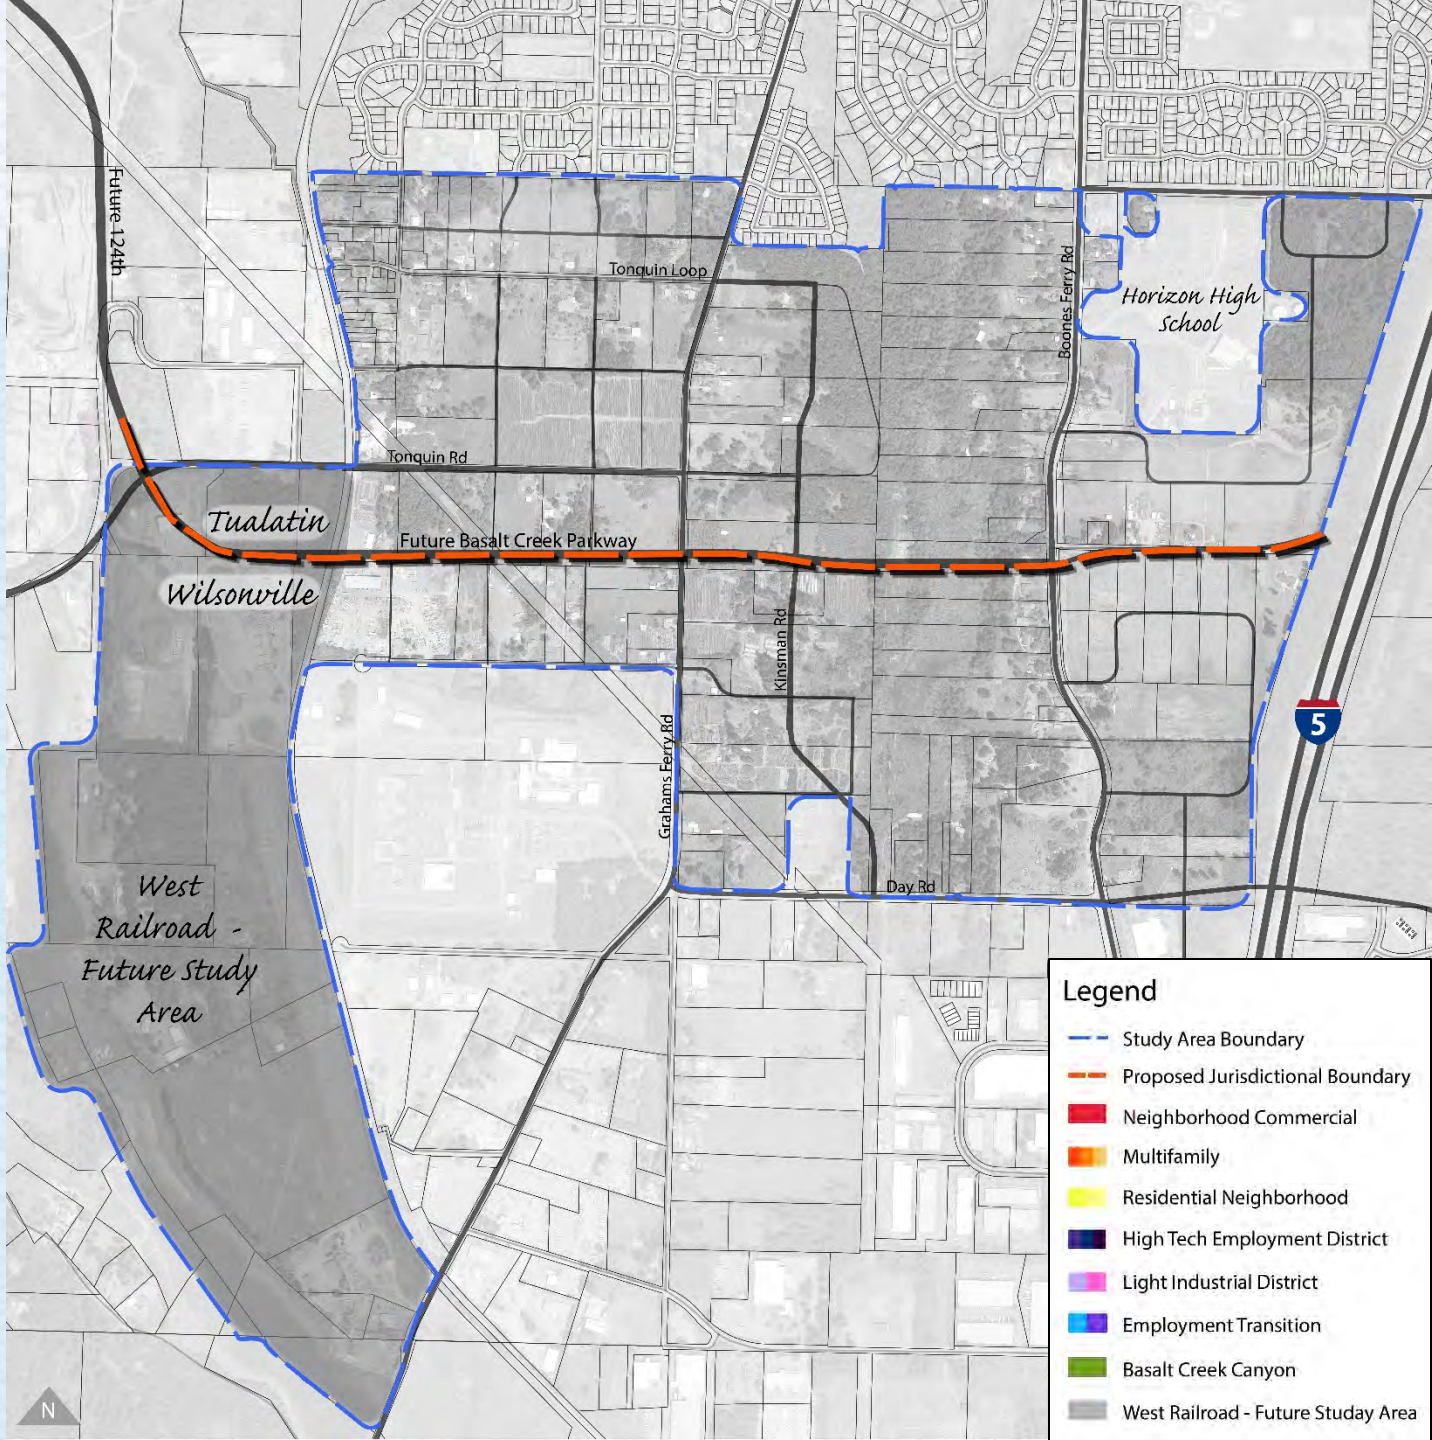 Future 124th
Tonquin Loop
Boones Ferry Rd
Horizon High
School
Tonquin Rd
Tualatin
Future Basalt Creek Parkway
Wilsonville
Kinsman Rd
5
Grahams Ferry Rd
West
Railroad -
Future Study
Area
Day Rd
Legend
Study Area Boundary
Proposed Jurisdictional Boundary
Neighborhood Commercial
Multifamily
Residential Neighborhood
High Tech Employment District
Light Industrial District
Employment Transition
Basalt Creek Canyon
West Railroad - Future Studay Area
N